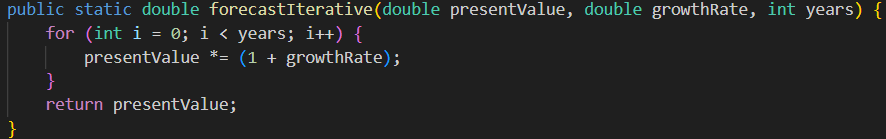 public static double forecastIterative(double presentValue, double growthRate, int years) {
    for (int i = 0; i < years; i++) {
        presentValue *= (1 + growthRate);
    }
    return presentValue;
}